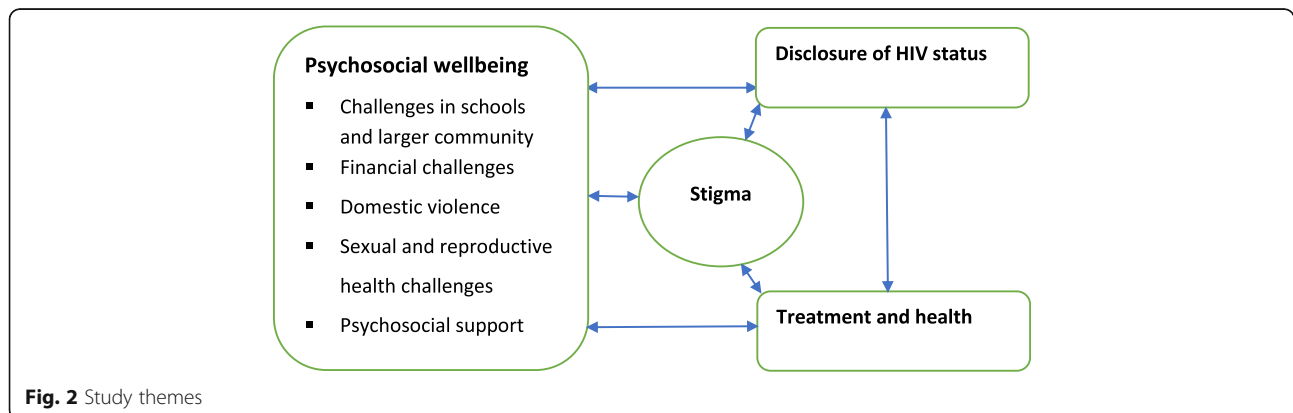 Psychosocial wellbeing
▪ Challenges in schools
and larger community
▪ Financial challenges
▪ Domestic violence
▪ Sexual and reproductive
health challenges
▪ Psychosocial support
Stigma
Disclosure of HIV status
Treatment and health
Fig. 2 Study themes